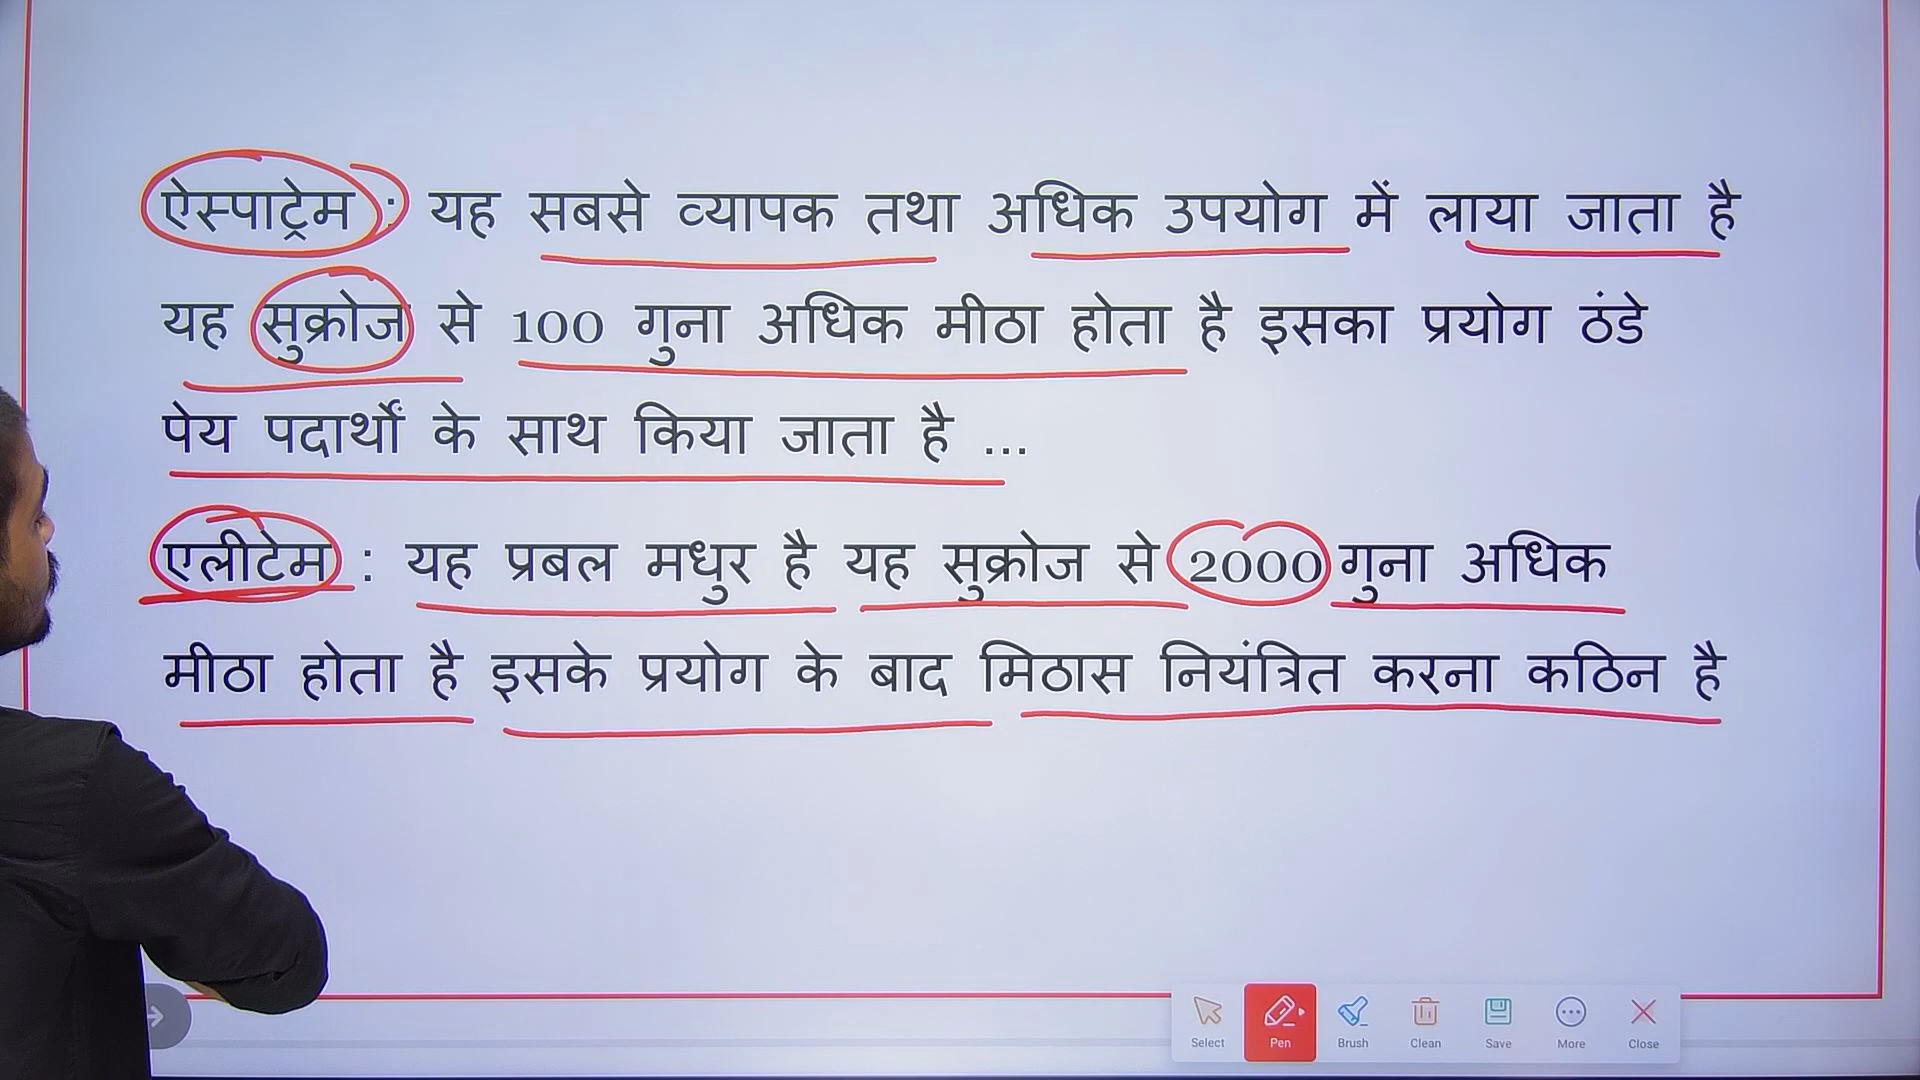 ऐस्पाट्रेम : यह सबसे व्यापक तथा अधिक उपयोग में लाया जाता है
यह सुक्रोज से 100 गुना अधिक मीठा होता है इसका प्रयोग ठंडे
पेय पदार्थों के साथ किया जाता है ...
एलीटेम : यह प्रबल मधुर है यह सुक्रोज से 2000 गुना अधिक
मीठा होता है इसके प्रयोग के बाद मिठास नियंत्रित करना कठिन है
Select Pen Brush Clean Save More Close